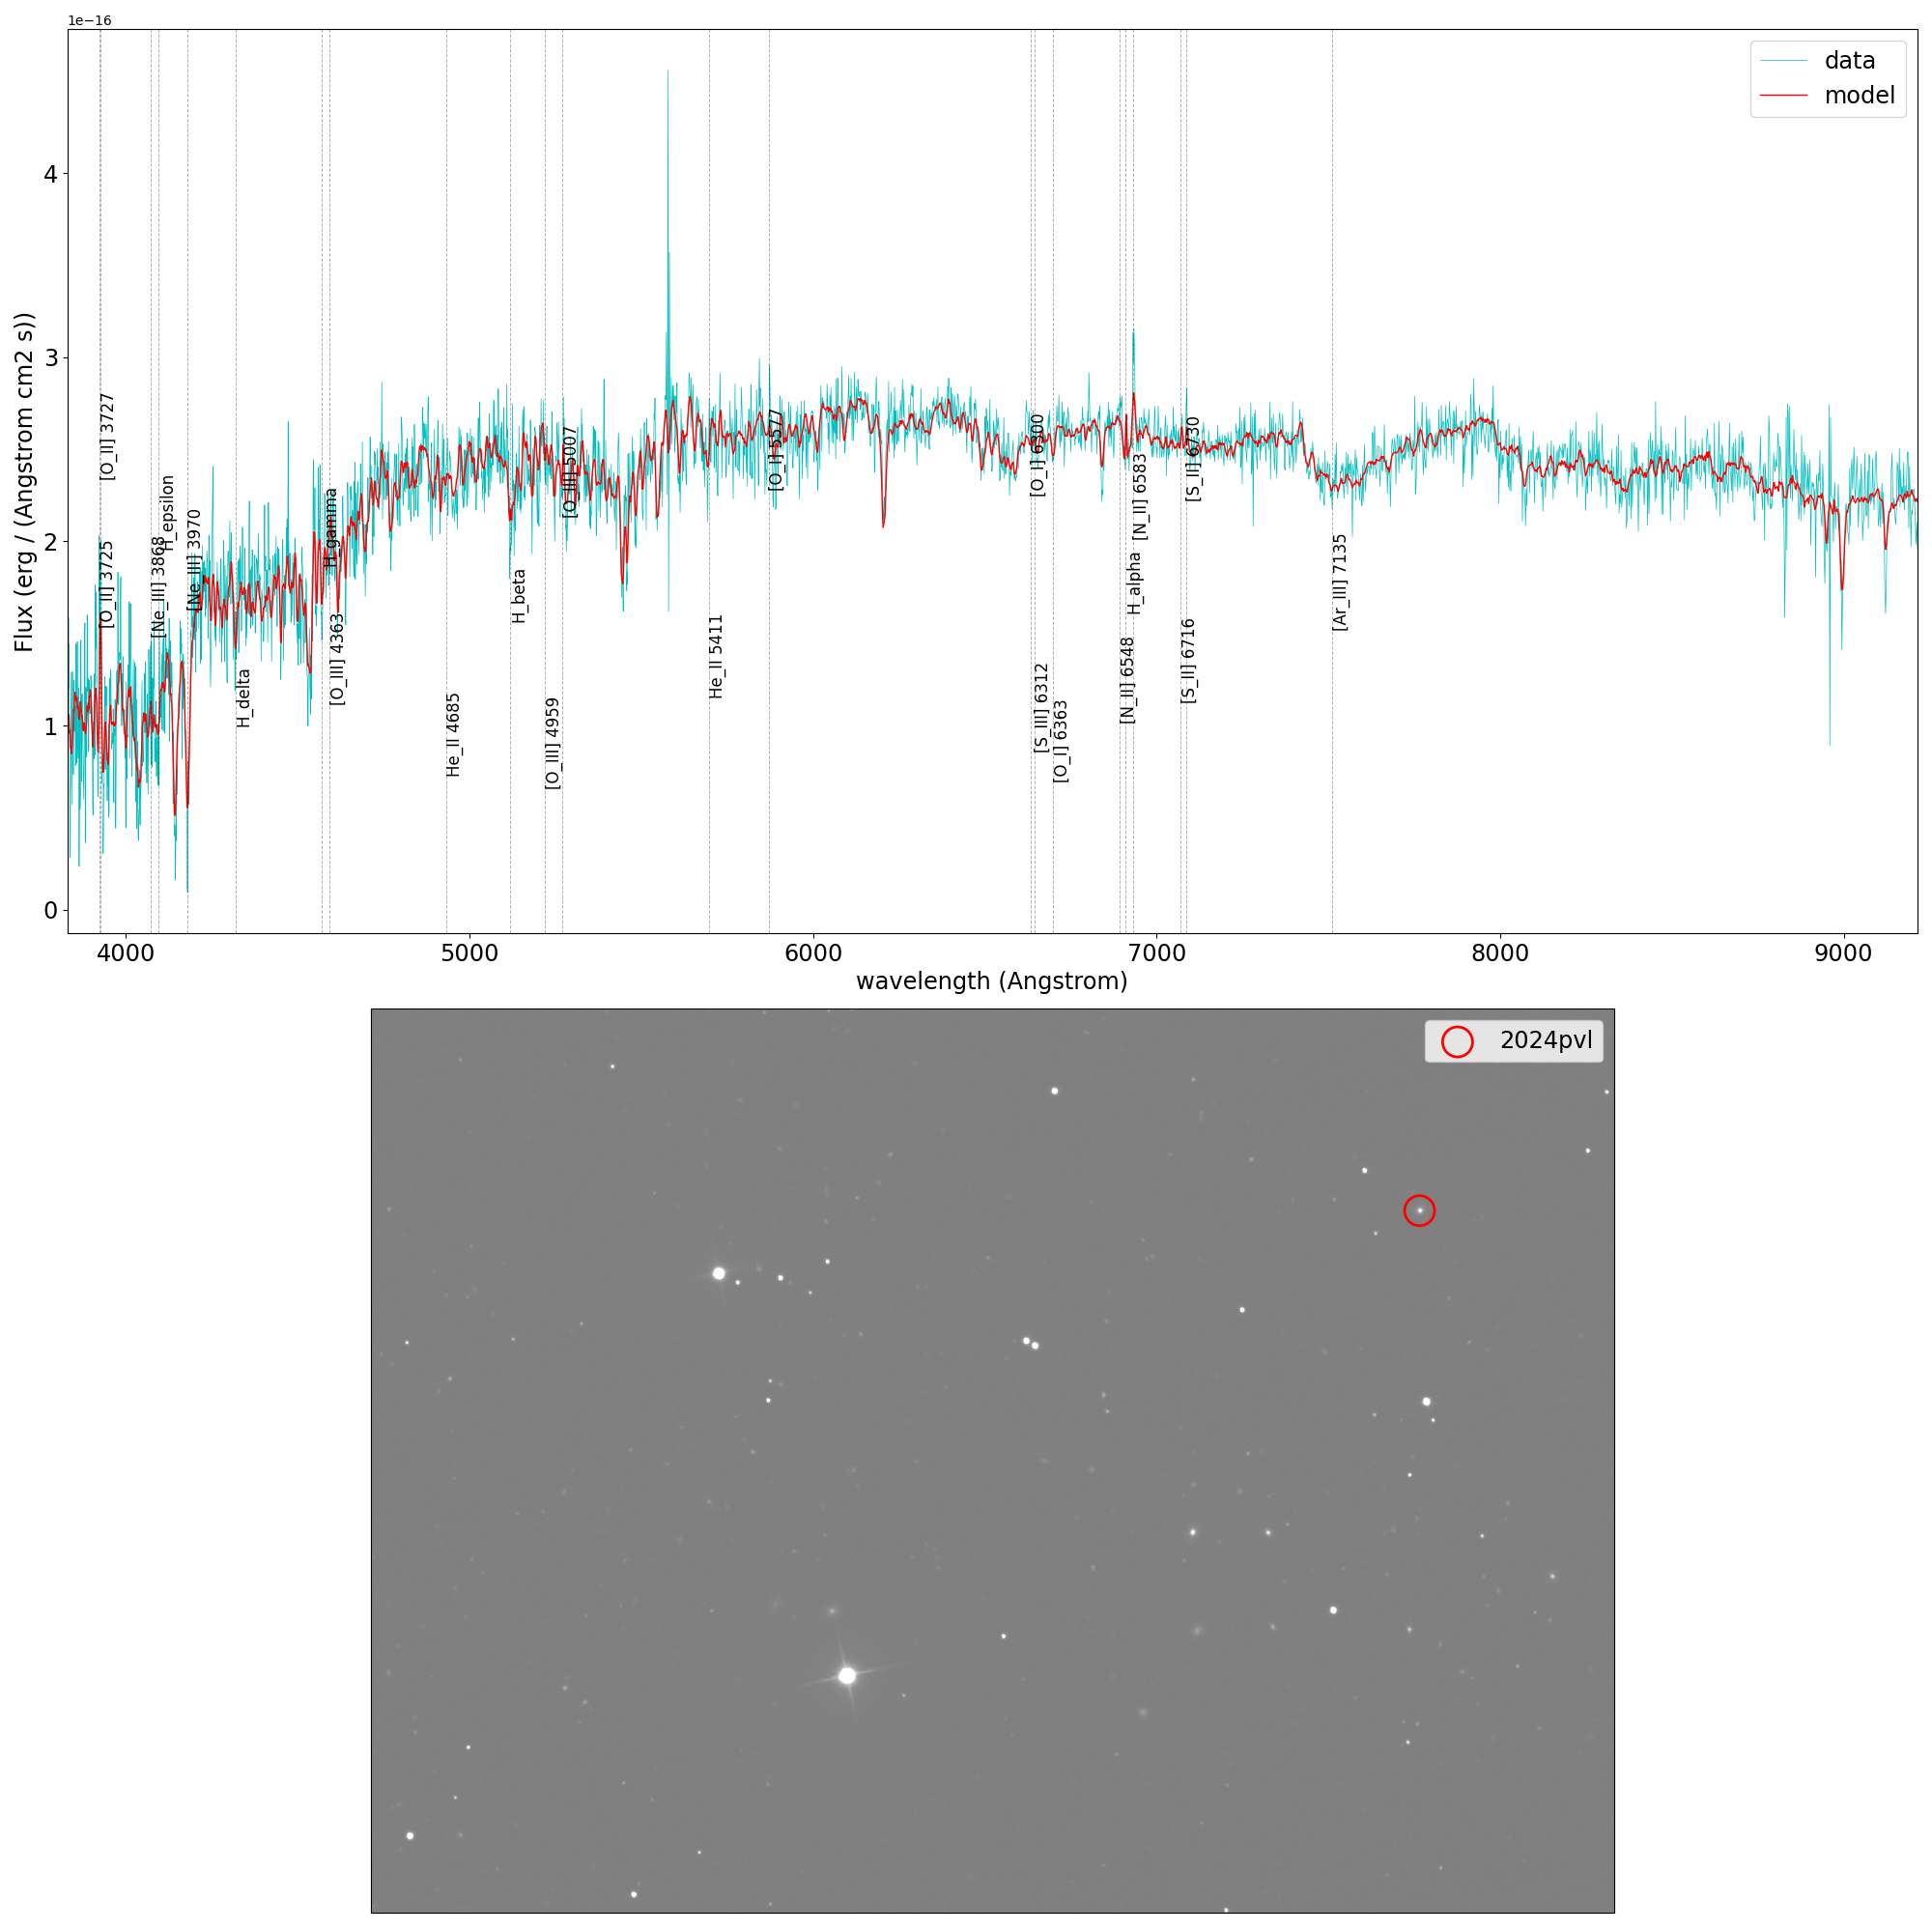 1e−16
data
model
Flux (erg / (Angstrom cm2 s))
4
3
2
1
0
[O_II] 3727
[O_II] 3725
[Ne_III] 3868
H_epsilon
[Ne_III] 3970
H_delta
H_gamma
[O_III] 4363
He_II 4685
H_beta
[O_III] 4959
[O_III] 5007
He_II 5411
[O_I] 5577
[O_I] 6300
[S_III] 6312
[O_I] 6363
[N_II] 6548
H_alpha
[N_II] 6583
[S_II] 6716
[S_II] 6730
[Ar_III] 7135
4000 5000 6000 7000 8000 9000
wavelength (Angstrom)
2024pvl